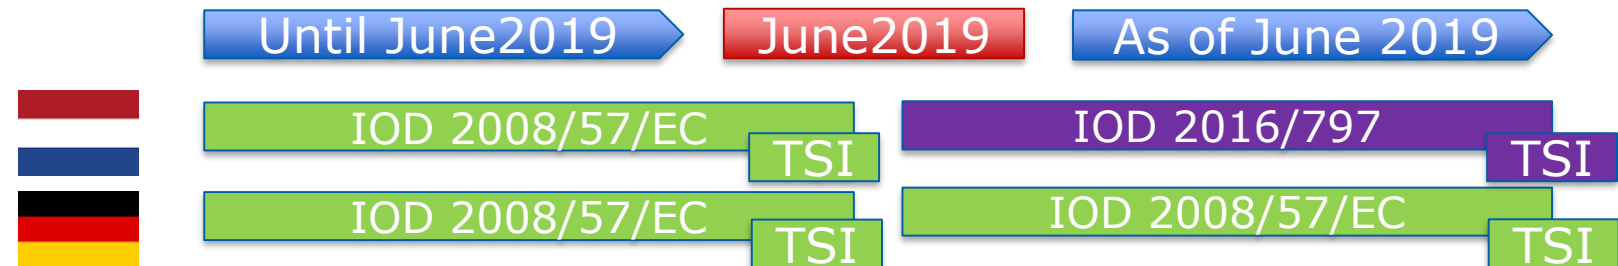 Until June2019
June2019
As of June 2019
IOD 2008/57/EC
TSI
IOD 2016/797
TSI
IOD 2008/57/EC
TSI
IOD 2008/57/EC
TSI